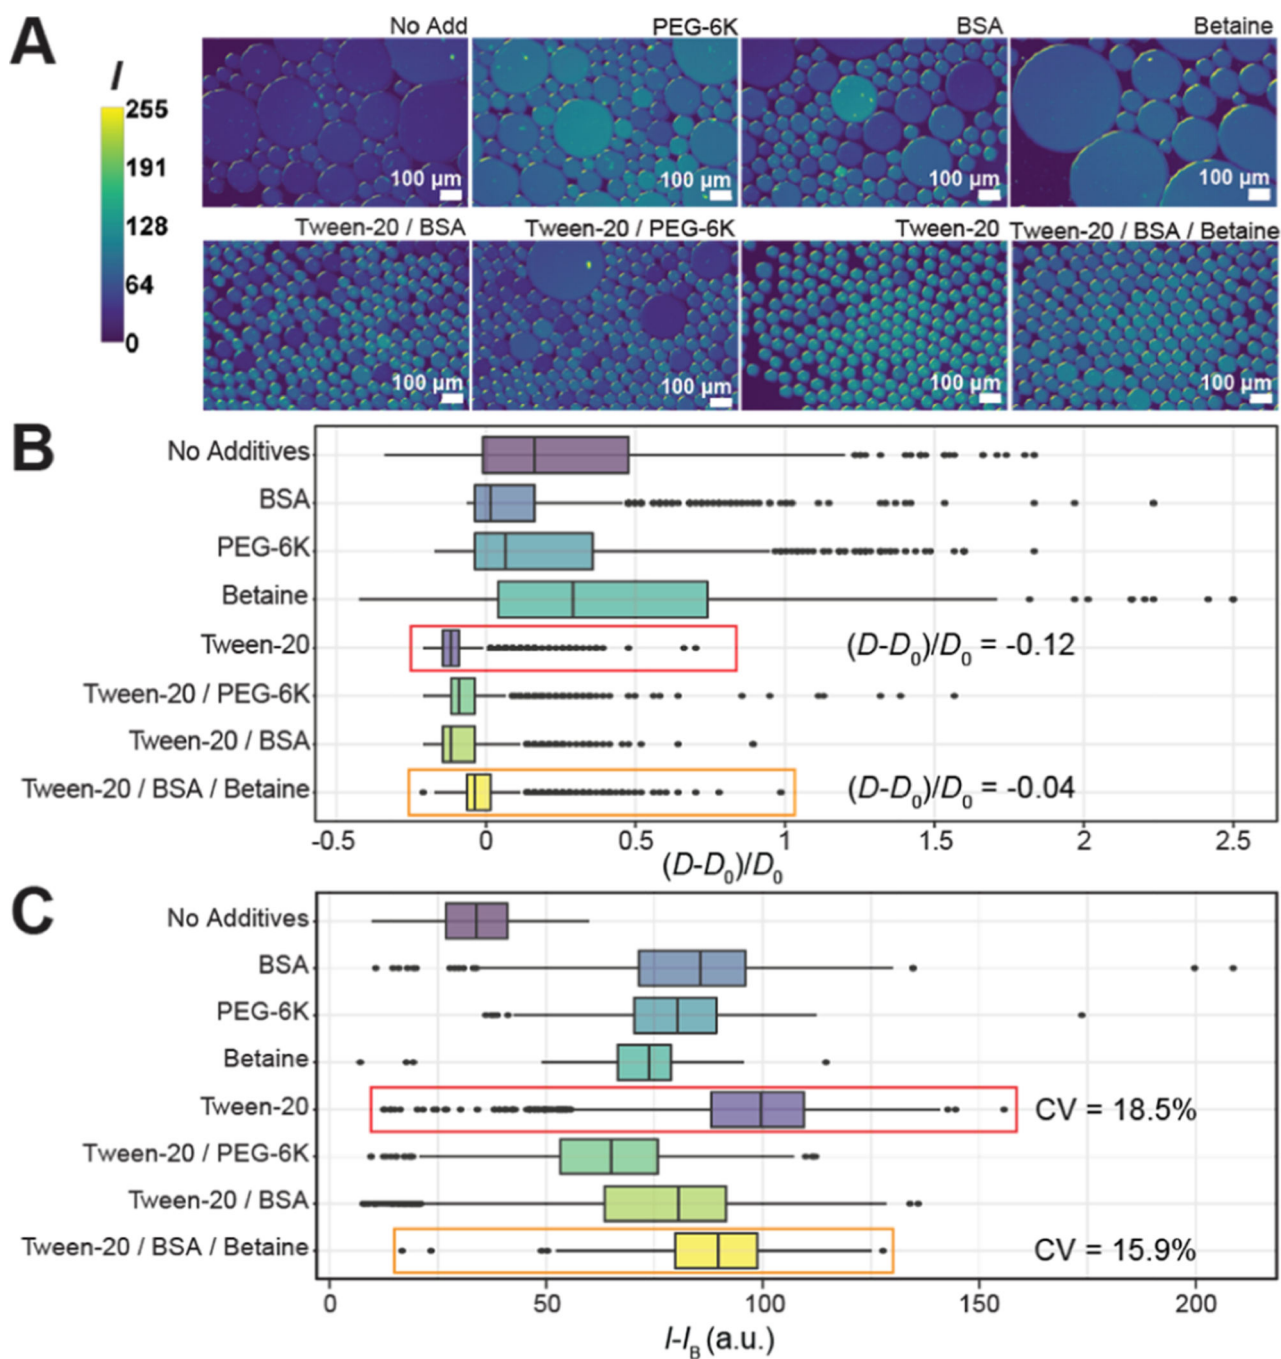 A
No Add
PEG-6K
BSA
Betaine
I
255
191
128
64
0
100 µm
100 µm
100 µm
100 µm
Tween-20 / BSA
Tween-20 / PEG-6K
Tween-20
Tween-20 / BSA / Betaine
100 µm
100 µm
100 µm
100 µm
B
No Additives
BSA
PEG-6K
Betaine
Tween-20
(D-D₀)/D₀ = -0.12
Tween-20 / PEG-6K
Tween-20 / BSA
Tween-20 / BSA / Betaine
(D-D₀)/D₀ = -0.04
-0.5 0 0.5 1 1.5 2 2.5
(D-D₀)/D₀
C
No Additives
BSA
PEG-6K
Betaine
Tween-20
CV = 18.5%
Tween-20 / PEG-6K
Tween-20 / BSA
Tween-20 / BSA / Betaine
CV = 15.9%
0 50 100 150 200
I-I_B (a.u.)